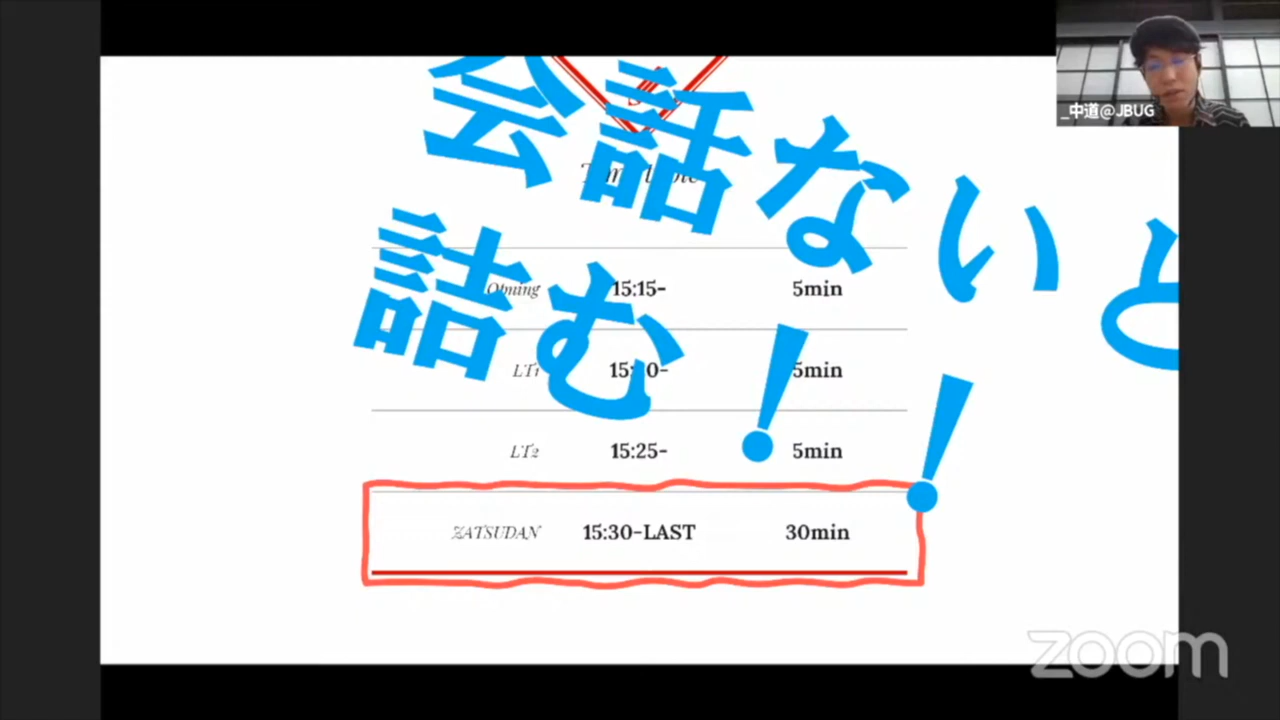 会話ないと
詰む！！
_中道@JBUG
15:15- 5min
LT1 5min
LT2 15:25- 5min
ZATSUDAN 15:30-LAST 30min
zoom